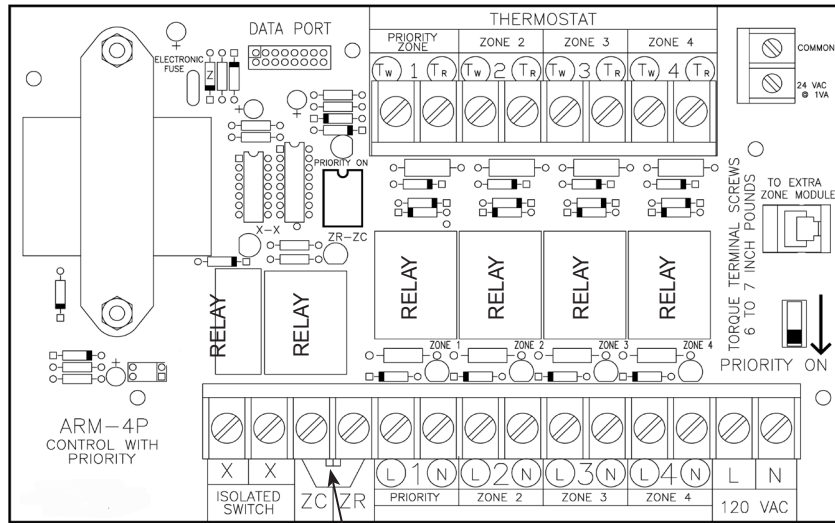 DATA PORT
ELECTRONIC
FUSE
Z
THERMOSTAT
PRIORITY
ZONE
ZONE 2
ZONE 3
ZONE 4
TW 1 TR
TW 2 TR
TW 3 TR
TW 4 TR
COMMON
24 VAC
@ 1VA
PRIORITY ON
X-X
ZR-ZC
TORQUE TERMINAL SCREWS
6 TO 7 INCH POUNDS
TO EXTRA
ZONE MODULE
RELAY
RELAY
RELAY
RELAY
RELAY
RELAY
ZONE 1
ZONE 2
ZONE 3
ZONE 4
PRIORITY ON
ARM-4P
CONTROL WITH
PRIORITY
X X
ISOLATED
SWITCH
ZC ZR
L 1 N
PRIORITY
L 2 N
ZONE 2
L 3 N
ZONE 3
L 4 N
ZONE 4
L N
120 VAC